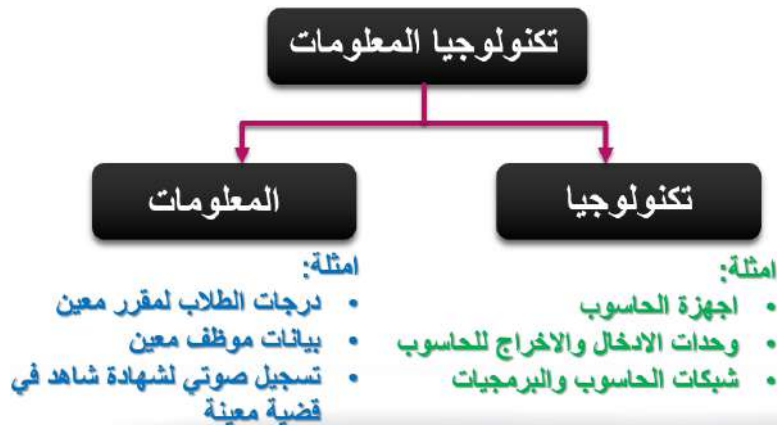 تكنولوجيا المعلومات
تكنولوجيا
المعلومات
امثلة:
• اجهزة الحاسوب
• وحدات الادخال والاخراج للحاسوب
• شبكات الحاسوب والبرمجيات
امثلة:
• درجات الطلاب لمقرر معين
• بيانات موظف معين
• تسجيل صوتي لشهادة شاهد في
قضية معينة